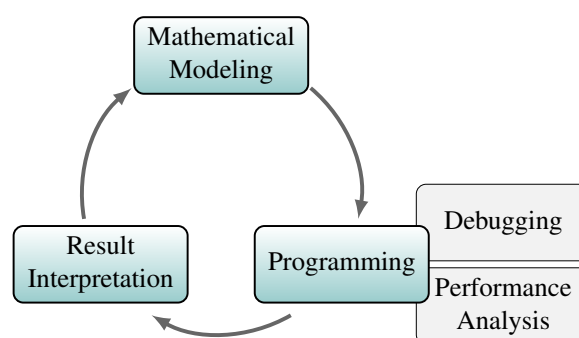 Mathematical
Modeling
Result
Interpretation
Programming
Debugging
Performance
Analysis